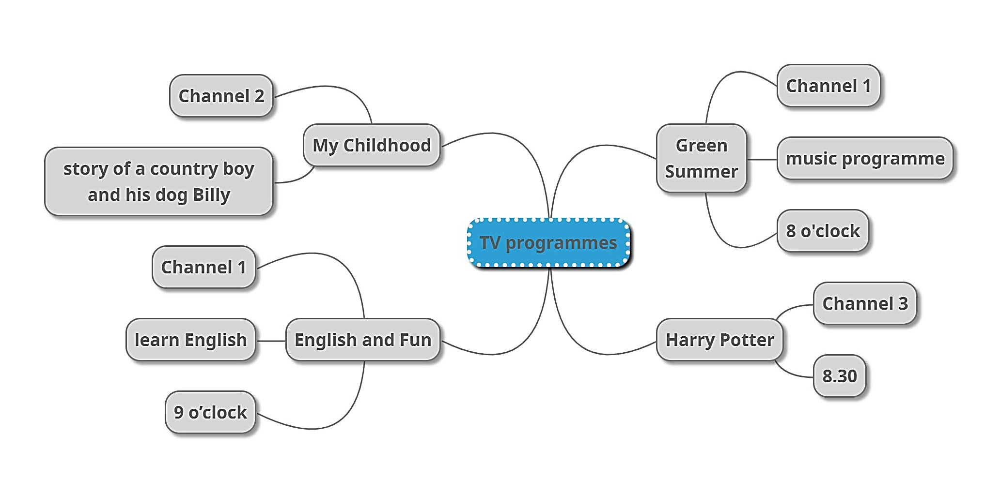 TV programmes
My Childhood
Channel 2
story of a country boy
and his dog Billy
English and Fun
Channel 1
learn English
9 o’clock
Green
Summer
Channel 1
music programme
8 o'clock
Harry Potter
Channel 3
8.30